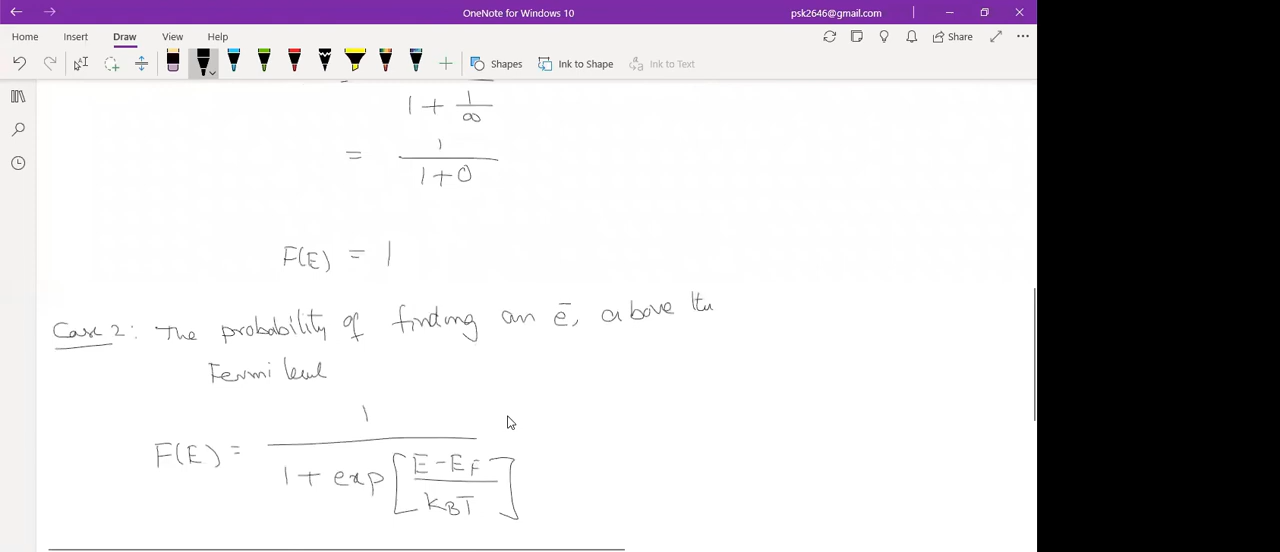 OneNote for Windows 10
psk2646@gmail.com
Home Insert Draw View Help
Share
Shapes Ink to Shape Ink to Text
1 + 1/∞
= 1/(1+0)
F(E) = 1
Case 2: The probability of finding an ē, above the
Fermi level
F(E) = 1/(1 + exp[(E-EF)/(KBT)])